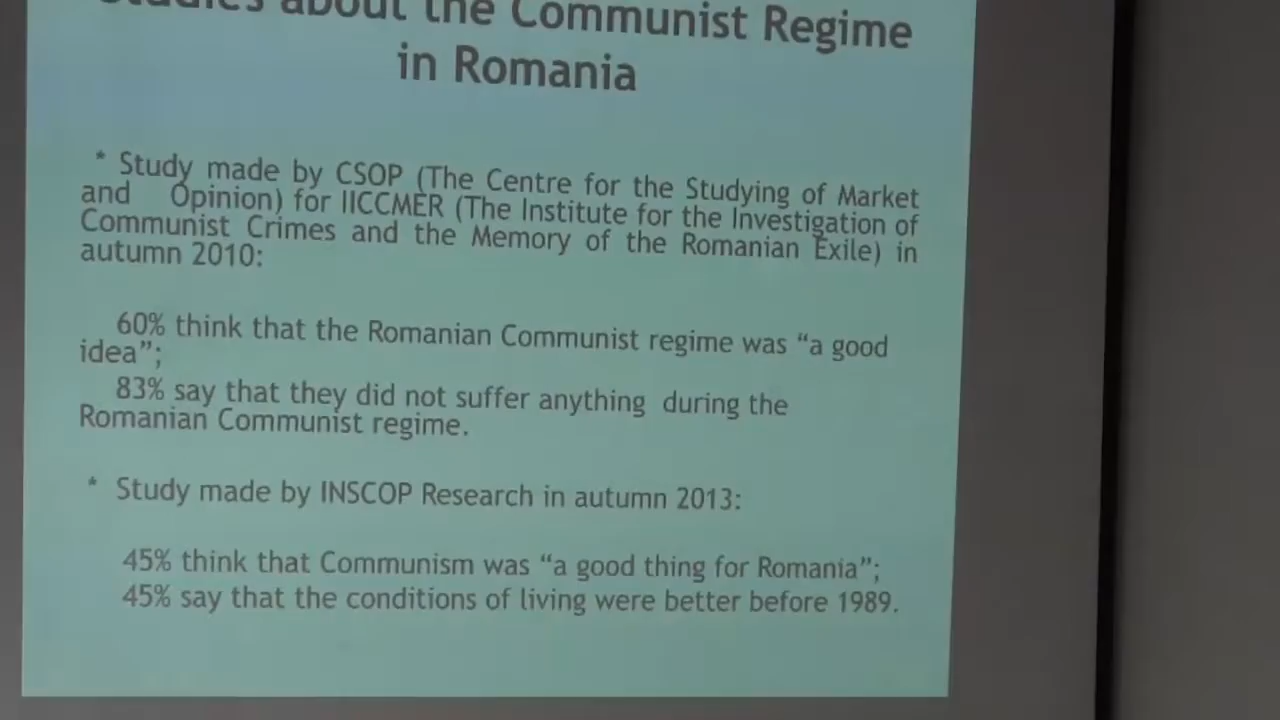 Studies about the Communist Regime
in Romania
* Study made by CSOP (The Centre for the Studying of Market
and Opinion) for IICCMER (The Institute for the Investigation of
Communist Crimes and the Memory of the Romanian Exile) in
autumn 2010:
60% think that the Romanian Communist regime was “a good
idea”;
83% say that they did not suffer anything during the
Romanian Communist regime.
* Study made by INSCOP Research in autumn 2013:
45% think that Communism was “a good thing for Romania”;
45% say that the conditions of living were better before 1989.